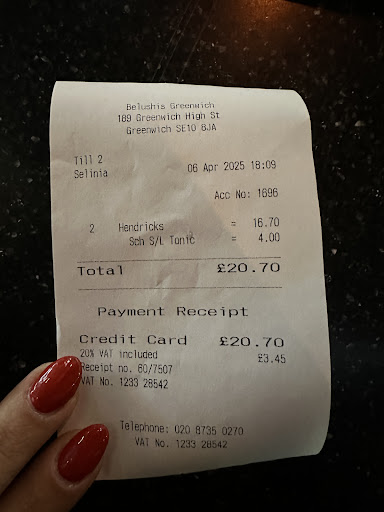 Belushis Greenwich
189 Greenwich High St
Greenwich SE10 8JA
Till 2 06 Apr 2025 18:09
Selinia
Acc No: 1696
2 Hendricks = 16.70
Sch S/L Tonic = 4.00
Total £20.70
Payment Receipt
Credit Card £20.70
20% VAT included £3.45
Receipt no. 60/7507
VAT No. 1233 28542
Telephone: 020 8735 0270
VAT No. 1233 28542